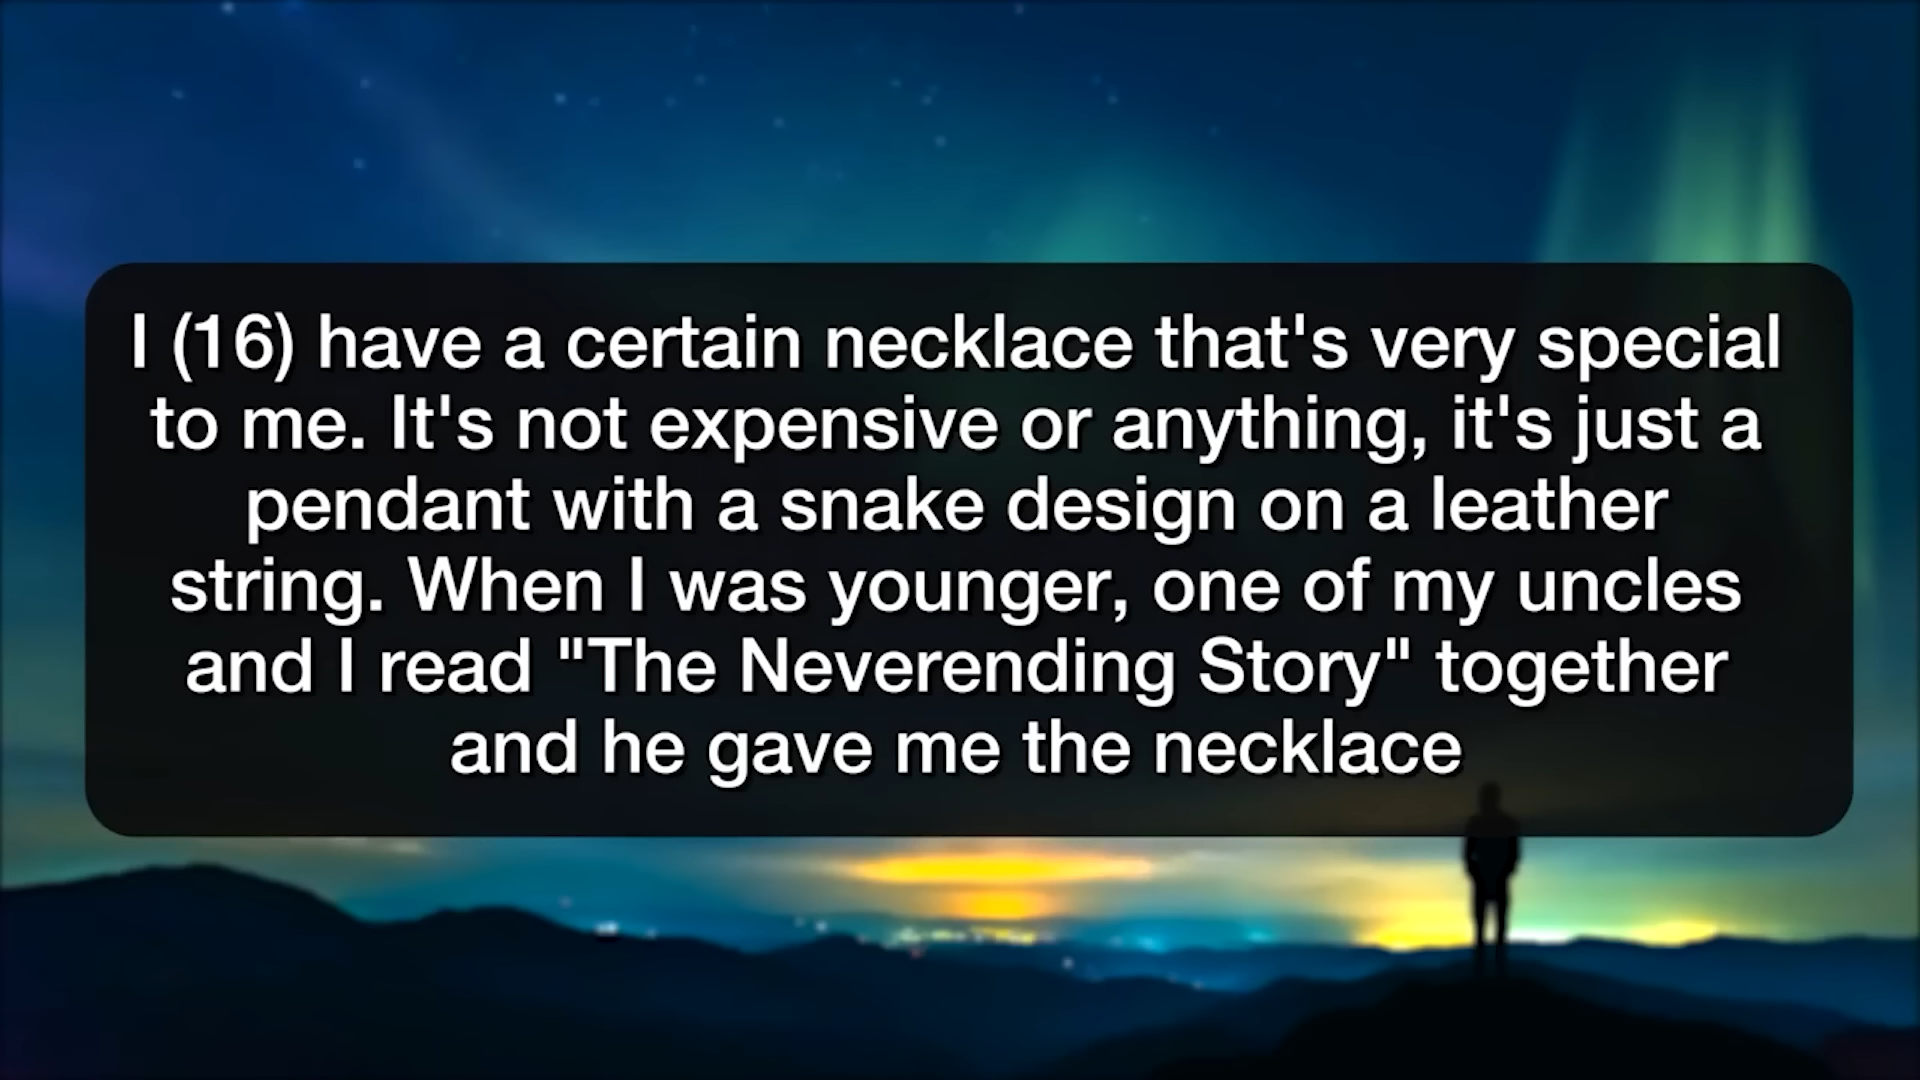 I (16) have a certain necklace that's very special
to me. It's not expensive or anything, it's just a
pendant with a snake design on a leather
string. When I was younger, one of my uncles
and I read "The Neverending Story" together
and he gave me the necklace